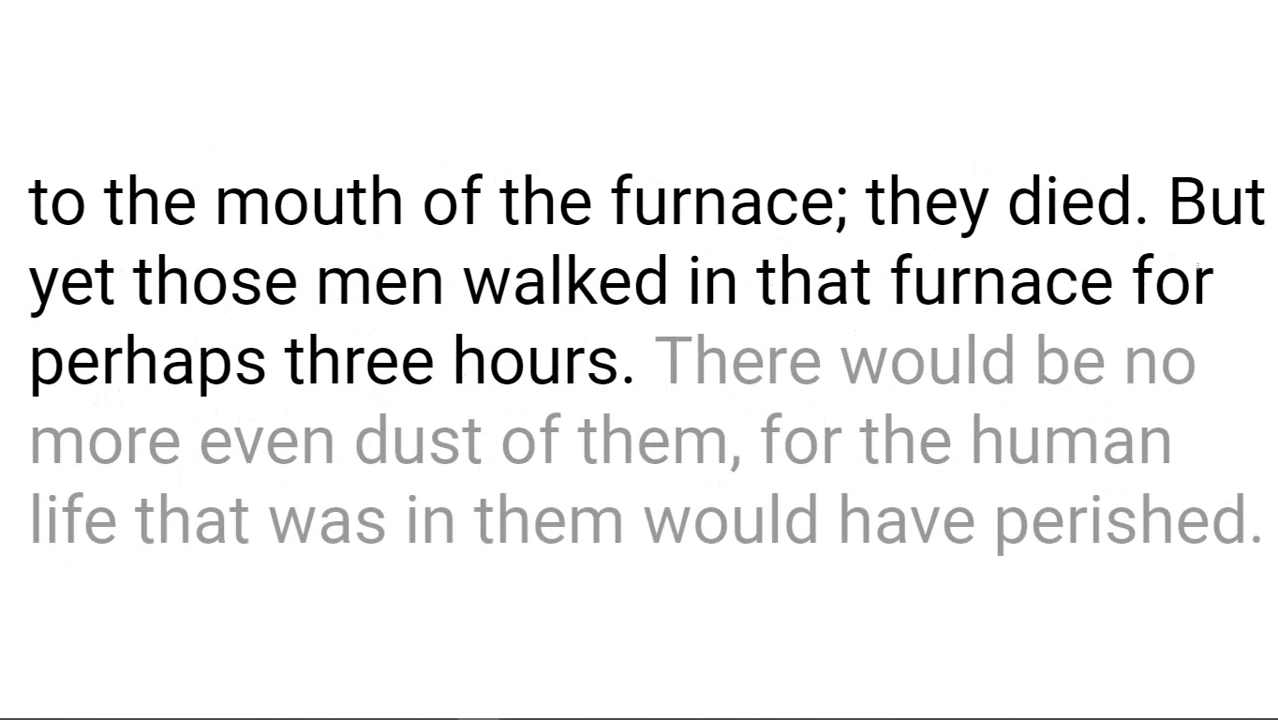 to the mouth of the furnace; they died. But
yet those men walked in that furnace for
perhaps three hours. There would be no
more even dust of them, for the human
life that was in them would have perished.